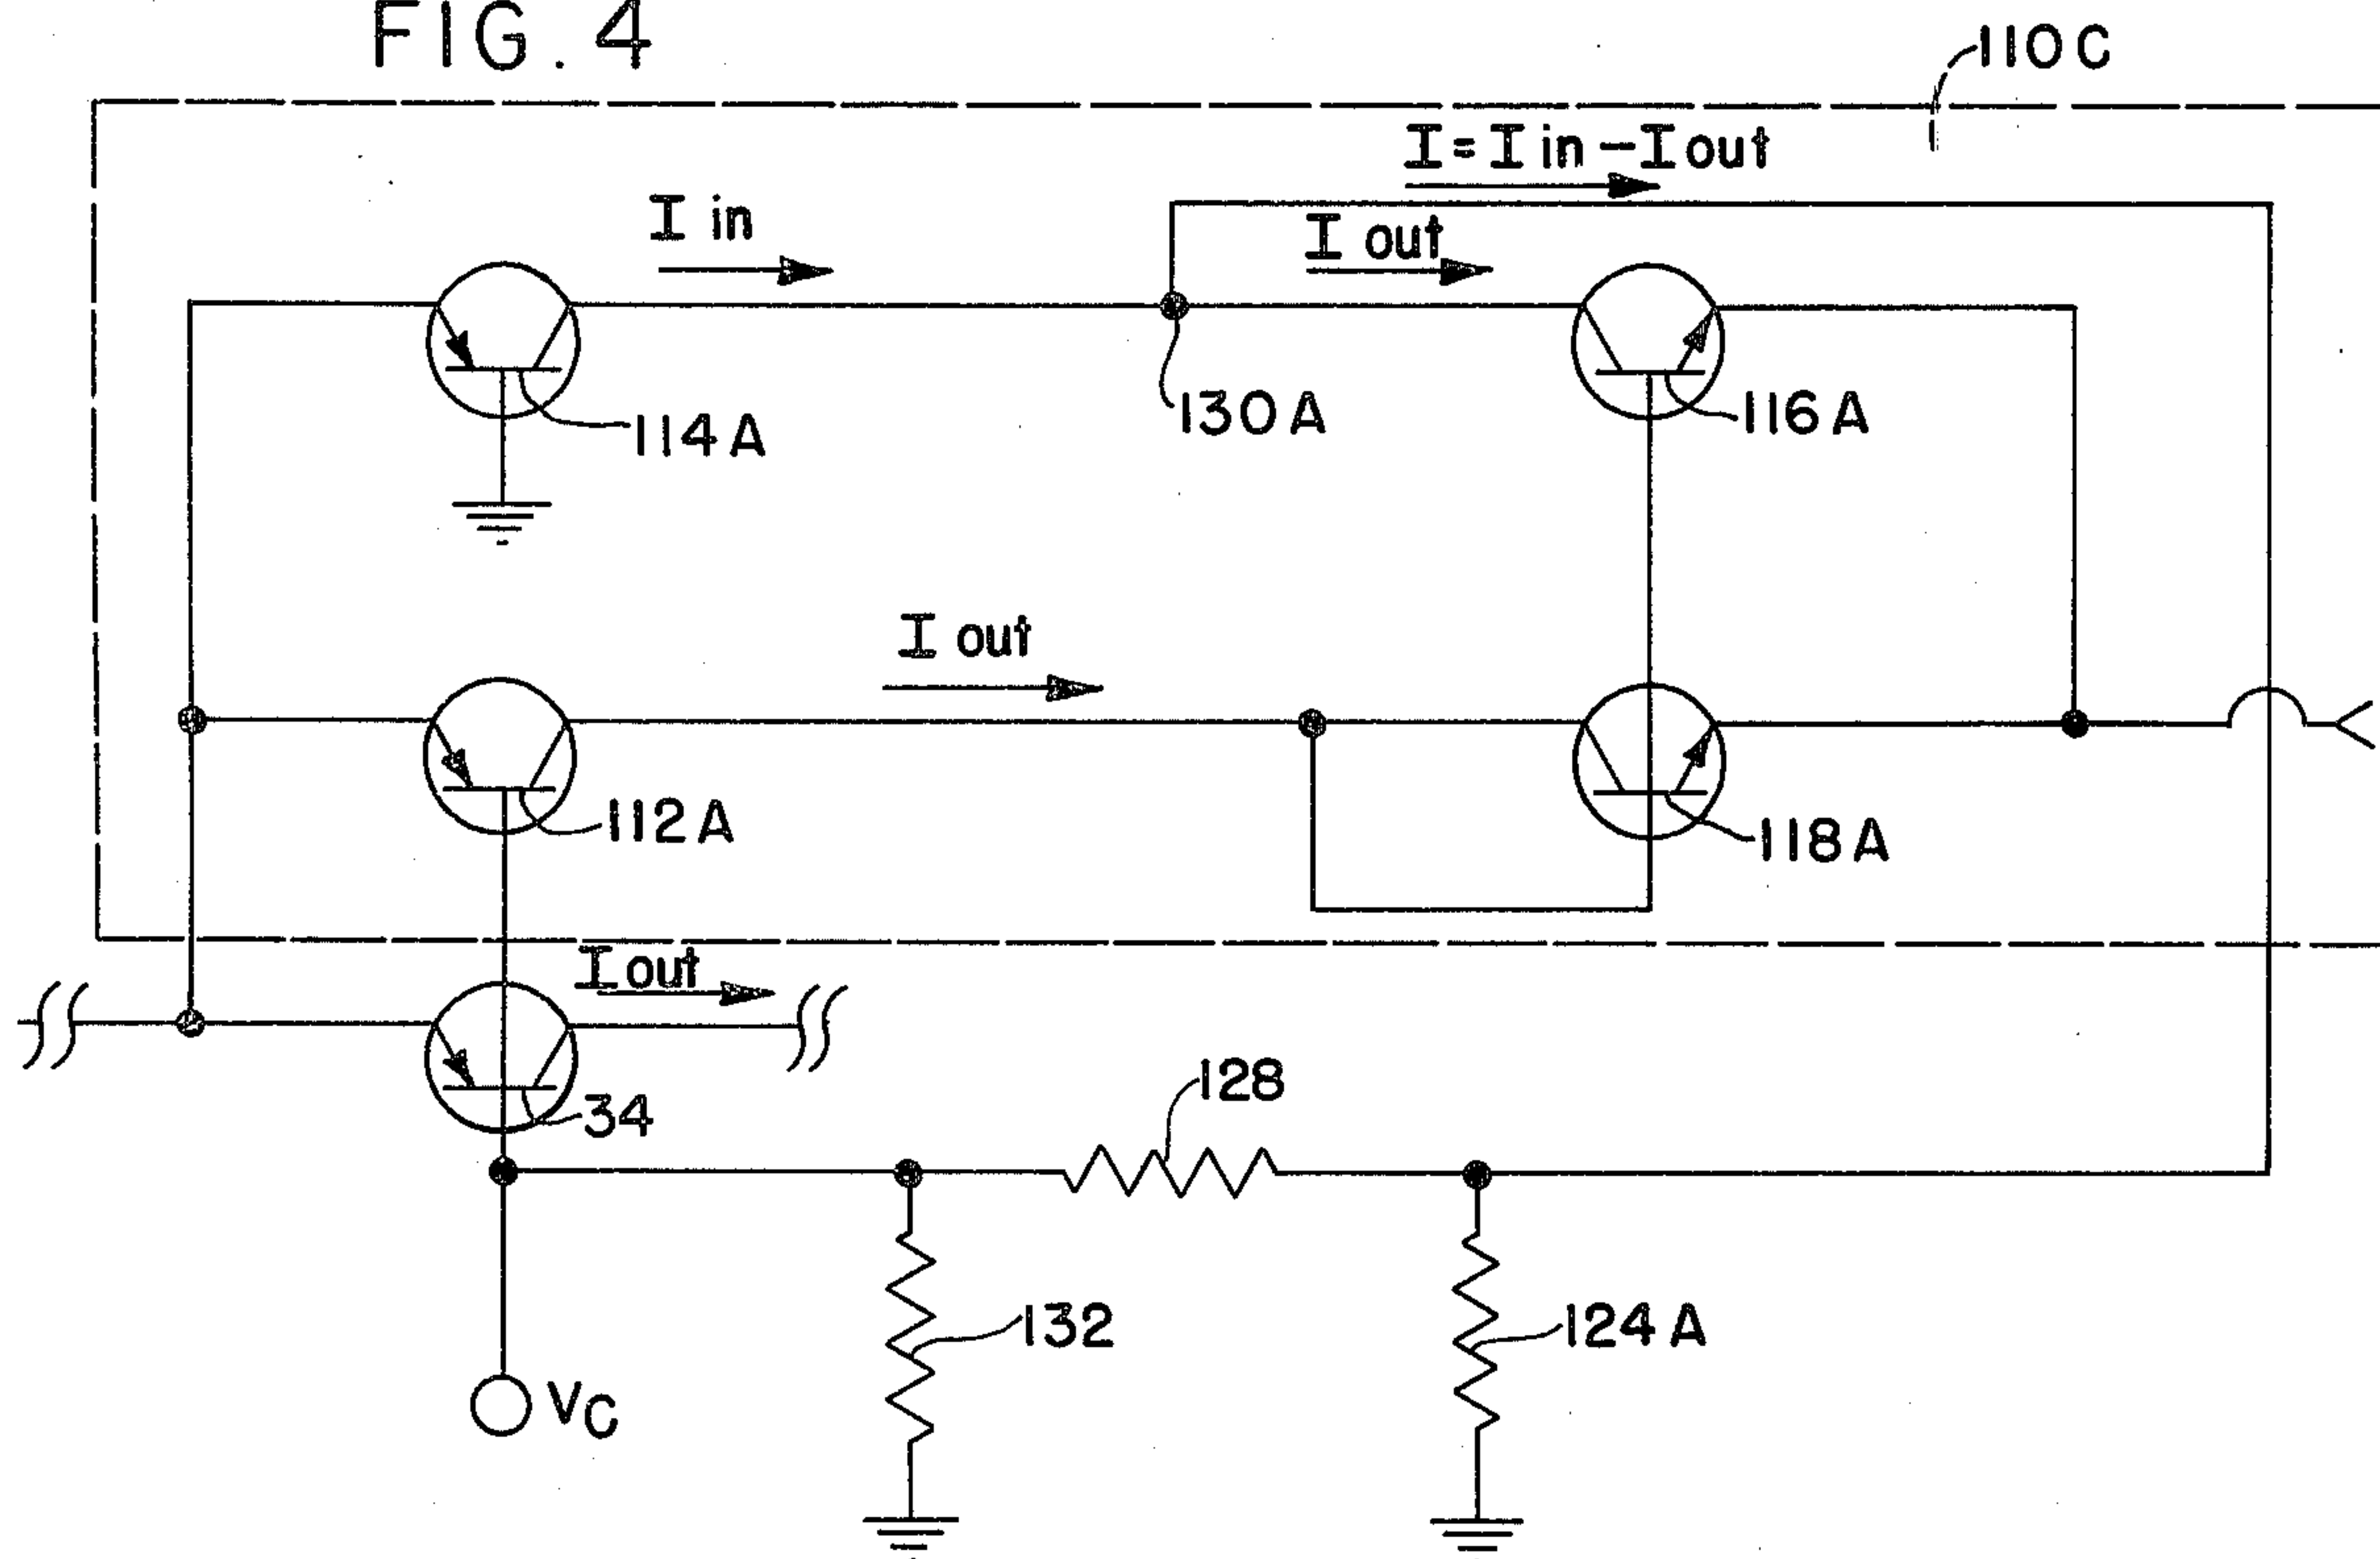 FIG. 4
110C
I = I in - I out
I in
I out
114A
130A
116A
I out
112A
118A
I out
34
128
132
124A
VC